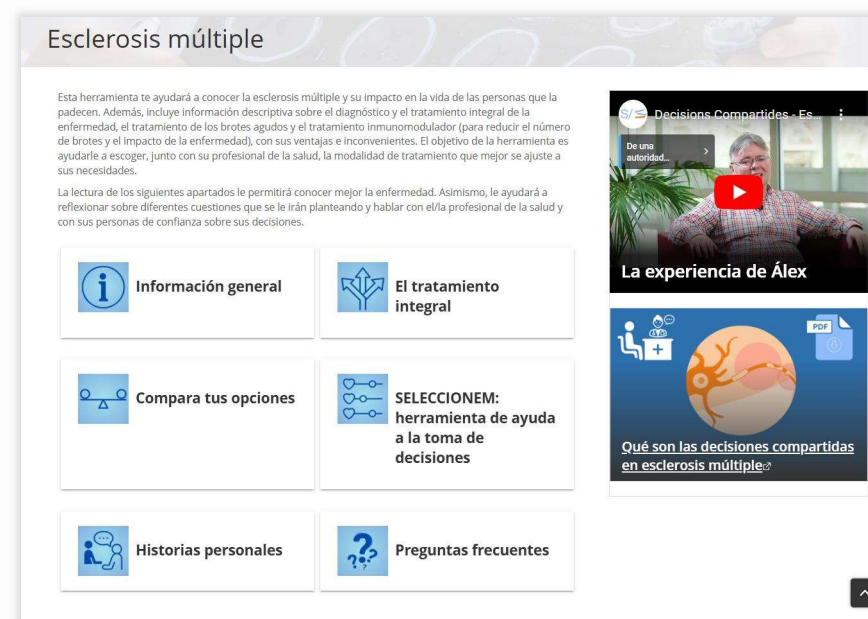 Esclerosis múltiple
Esta herramienta te ayudará a conocer la esclerosis múltiple y su impacto en la vida de las personas que la
padecen. Además, incluye información descriptiva sobre el diagnóstico y el tratamiento integral de la
enfermedad, el tratamiento de los brotes agudos y el tratamiento inmunomodulador (para reducir el número
de brotes y el impacto de la enfermedad), con sus ventajas e inconvenientes. El objetivo de la herramienta es
ayudarle a escoger, junto con su profesional de la salud, la modalidad de tratamiento que mejor se ajuste a
sus necesidades.
La lectura de los siguientes apartados le permitirá conocer mejor la enfermedad. Asimismo, le ayudará a
reflexionar sobre diferentes cuestiones que se le irán planteando y hablar con el/la profesional de la salud y
con sus personas de confianza sobre sus decisiones.
Información general
El tratamiento
integral
Compara tus opciones
SELECCIONEM:
herramienta de ayuda
a la toma de
decisiones
Historias personales
Preguntas frecuentes
Decisions Compartides - Es...
De una
autoridad...
La experiencia de Álex
PDF
Qué son las decisiones compartidas
en esclerosis múltiple